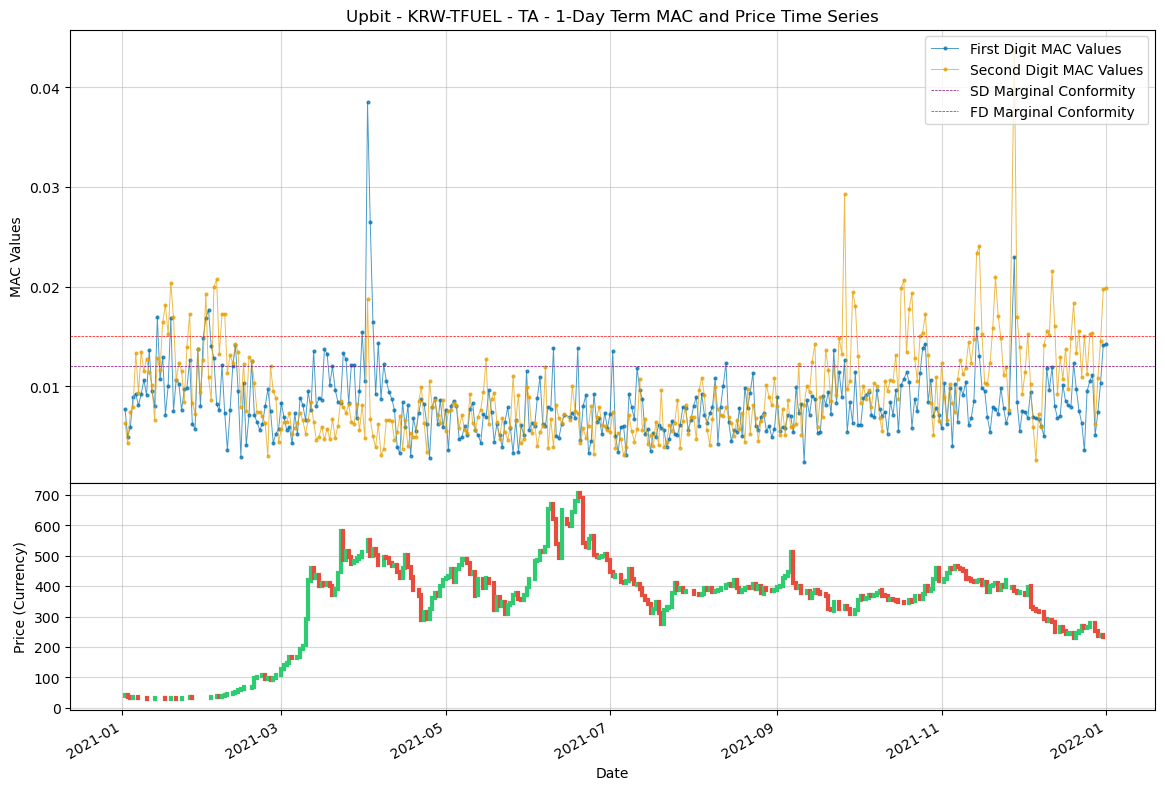 Upbit - KRW-TFUEL - TA - 1-Day Term MAC and Price Time Series
First Digit MAC Values
Second Digit MAC Values
SD Marginal Conformity
FD Marginal Conformity
MAC Values
0.04
0.03
0.02
0.01
Price (Currency)
700
600
500
400
300
200
100
0
2021-01
2021-03
2021-05
2021-07
2021-09
2021-11
2022-01
Date